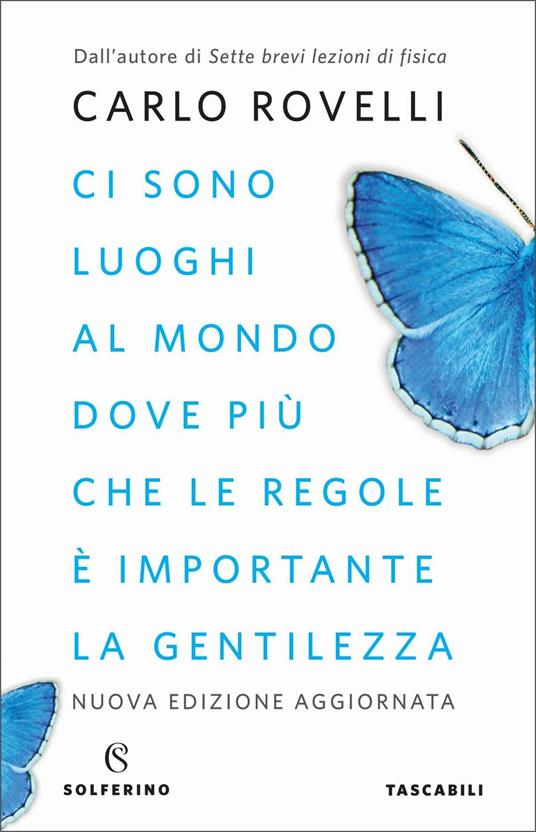 Dall'autore di Sette brevi lezioni di fisica
CARLO ROVELLI
CI SONO
LUOGHI
AL MONDO
DOVE PIÙ
CHE LE REGOLE
È IMPORTANTE
LA GENTILEZZA
NUOVA EDIZIONE AGGIORNATA
SOLFERINO
TASCABILI